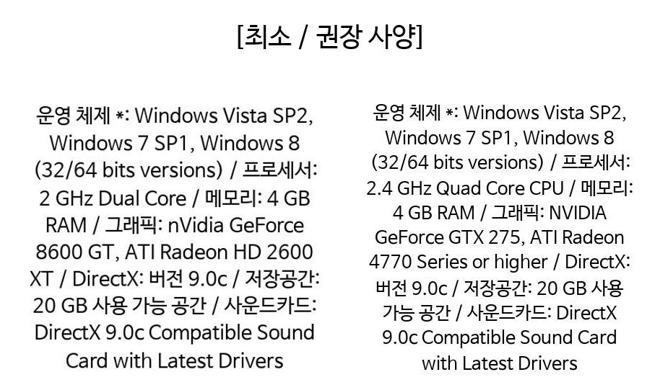 [최소 / 권장 사양]
운영 체제 *: Windows Vista SP2,
Windows 7 SP1, Windows 8
(32/64 bits versions) / 프로세서:
2 GHz Dual Core / 메모리: 4 GB
RAM / 그래픽: nVidia GeForce
8600 GT, ATI Radeon HD 2600
XT / DirectX: 버전 9.0c / 저장공간:
20 GB 사용 가능 공간 / 사운드카드:
DirectX 9.0c Compatible Sound
Card with Latest Drivers
운영 체제 *: Windows Vista SP2,
Windows 7 SP1, Windows 8
(32/64 bits versions) / 프로세서:
2.4 GHz Quad Core CPU / 메모리:
4 GB RAM / 그래픽: NVIDIA
GeForce GTX 275, ATI Radeon
4770 Series or higher / DirectX:
버전 9.0c / 저장공간: 20 GB 사용
가능 공간 / 사운드카드: DirectX
9.0c Compatible Sound Card
with Latest Drivers